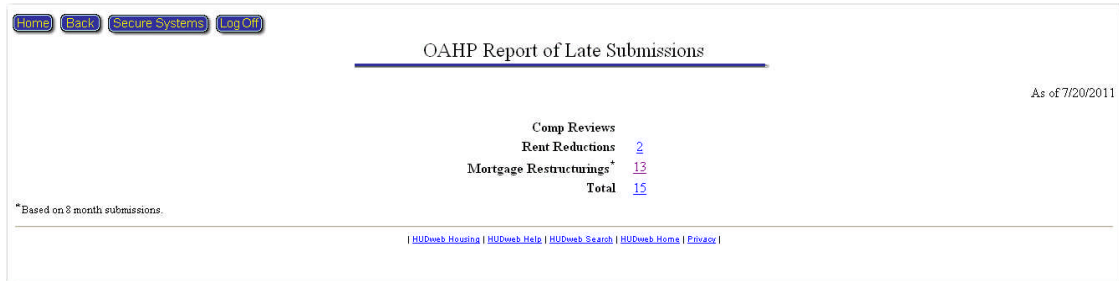 Home Back Secure Systems Log Off
OAHP Report of Late Submissions
As of 7/20/2011
Comp Reviews
Rent Reductions 2
Mortgage Restructurings* 13
Total 15
*Based on 8 month submissions.
| HUDweb Housing | HUDweb Help | HUDweb Search | HUDweb Home | Privacy |